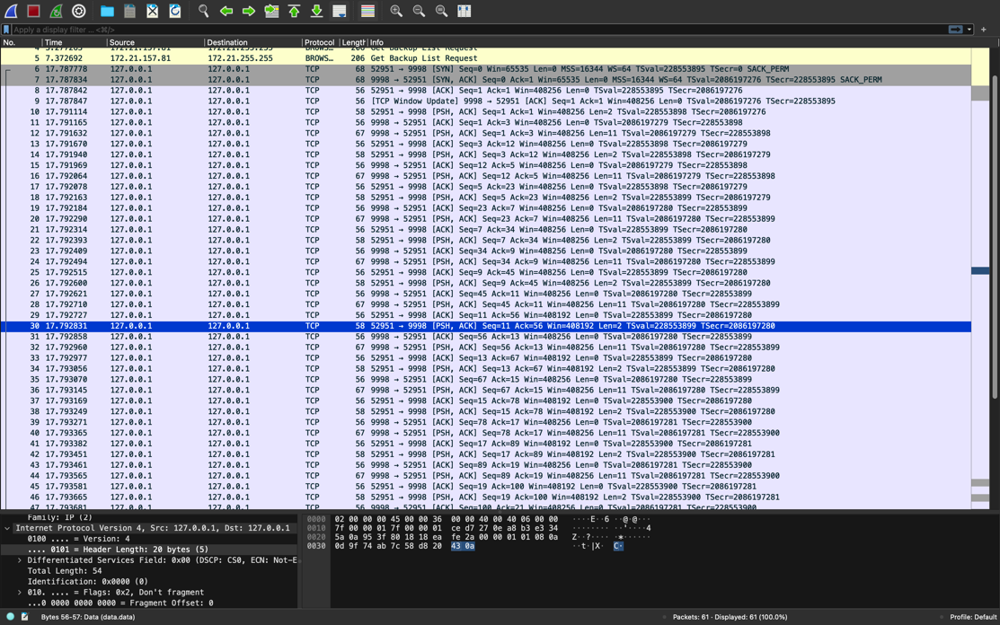 Apply a display filter ... <⌘/>
No. Time Source Destination Protocol Length Info
5 7.372692 172.21.157.81 172.21.255.255 BROWS… 206 Get Backup List Request
6 17.787778 127.0.0.1 127.0.0.1 TCP 68 52951 → 9998 [SYN] Seq=0 Win=65535 Len=0 MSS=16344 WS=64 TSval=228553895 TSecr=0 SACK_PERM
7 17.787834 127.0.0.1 127.0.0.1 TCP 68 9998 → 52951 [SYN, ACK] Seq=0 Ack=1 Win=65535 Len=0 MSS=16344 WS=64 TSval=2086197276 TSecr=228553895 SACK_PERM
8 17.787842 127.0.0.1 127.0.0.1 TCP 56 52951 → 9998 [ACK] Seq=1 Ack=1 Win=408256 Len=0 TSval=228553895 TSecr=2086197276
9 17.787847 127.0.0.1 127.0.0.1 TCP 56 [TCP Window Update] 9998 → 52951 [ACK] Seq=1 Ack=1 Win=408256 Len=0 TSval=2086197276 TSecr=228553895
10 17.791114 127.0.0.1 127.0.0.1 TCP 58 52951 → 9998 [PSH, ACK] Seq=1 Ack=1 Win=408256 Len=2 TSval=228553898 TSecr=2086197276
11 17.791165 127.0.0.1 127.0.0.1 TCP 56 9998 → 52951 [ACK] Seq=1 Ack=3 Win=408256 Len=0 TSval=2086197279 TSecr=228553898
12 17.791632 127.0.0.1 127.0.0.1 TCP 67 9998 → 52951 [PSH, ACK] Seq=1 Ack=3 Win=408256 Len=11 TSval=2086197279 TSecr=228553898
13 17.791670 127.0.0.1 127.0.0.1 TCP 56 52951 → 9998 [ACK] Seq=3 Ack=12 Win=408256 Len=0 TSval=228553898 TSecr=2086197279
14 17.791940 127.0.0.1 127.0.0.1 TCP 58 52951 → 9998 [PSH, ACK] Seq=3 Ack=12 Win=408256 Len=2 TSval=228553898 TSecr=2086197279
15 17.791969 127.0.0.1 127.0.0.1 TCP 56 9998 → 52951 [ACK] Seq=12 Ack=5 Win=408256 Len=0 TSval=2086197279 TSecr=228553898
16 17.792064 127.0.0.1 127.0.0.1 TCP 67 9998 → 52951 [PSH, ACK] Seq=12 Ack=5 Win=408256 Len=11 TSval=2086197279 TSecr=228553898
17 17.792078 127.0.0.1 127.0.0.1 TCP 56 52951 → 9998 [ACK] Seq=5 Ack=23 Win=408256 Len=0 TSval=228553898 TSecr=2086197279
18 17.792163 127.0.0.1 127.0.0.1 TCP 58 52951 → 9998 [PSH, ACK] Seq=5 Ack=23 Win=408256 Len=2 TSval=228553899 TSecr=2086197279
19 17.792184 127.0.0.1 127.0.0.1 TCP 56 9998 → 52951 [ACK] Seq=23 Ack=7 Win=408256 Len=0 TSval=2086197280 TSecr=228553899
20 17.792290 127.0.0.1 127.0.0.1 TCP 67 9998 → 52951 [PSH, ACK] Seq=23 Ack=7 Win=408256 Len=11 TSval=2086197280 TSecr=228553899
21 17.792314 127.0.0.1 127.0.0.1 TCP 56 52951 → 9998 [ACK] Seq=7 Ack=34 Win=408256 Len=0 TSval=228553899 TSecr=2086197280
22 17.792393 127.0.0.1 127.0.0.1 TCP 58 52951 → 9998 [PSH, ACK] Seq=7 Ack=34 Win=408256 Len=2 TSval=228553899 TSecr=2086197280
23 17.792409 127.0.0.1 127.0.0.1 TCP 56 9998 → 52951 [ACK] Seq=34 Ack=9 Win=408256 Len=0 TSval=2086197280 TSecr=228553899
24 17.792494 127.0.0.1 127.0.0.1 TCP 67 9998 → 52951 [PSH, ACK] Seq=34 Ack=9 Win=408256 Len=11 TSval=2086197280 TSecr=228553899
25 17.792515 127.0.0.1 127.0.0.1 TCP 56 52951 → 9998 [ACK] Seq=9 Ack=45 Win=408256 Len=0 TSval=228553899 TSecr=2086197280
26 17.792600 127.0.0.1 127.0.0.1 TCP 58 52951 → 9998 [PSH, ACK] Seq=9 Ack=45 Win=408256 Len=2 TSval=228553899 TSecr=2086197280
27 17.792621 127.0.0.1 127.0.0.1 TCP 56 9998 → 52951 [ACK] Seq=45 Ack=11 Win=408256 Len=0 TSval=2086197280 TSecr=228553899
28 17.792710 127.0.0.1 127.0.0.1 TCP 67 9998 → 52951 [PSH, ACK] Seq=45 Ack=11 Win=408256 Len=11 TSval=2086197280 TSecr=228553899
29 17.792727 127.0.0.1 127.0.0.1 TCP 56 52951 → 9998 [ACK] Seq=11 Ack=56 Win=408192 Len=0 TSval=228553899 TSecr=2086197280
30 17.792831 127.0.0.1 127.0.0.1 TCP 58 52951 → 9998 [PSH, ACK] Seq=11 Ack=56 Win=408192 Len=2 TSval=228553899 TSecr=2086197280
31 17.792858 127.0.0.1 127.0.0.1 TCP 56 9998 → 52951 [ACK] Seq=56 Ack=13 Win=408256 Len=0 TSval=2086197280 TSecr=228553899
32 17.792960 127.0.0.1 127.0.0.1 TCP 67 9998 → 52951 [PSH, ACK] Seq=56 Ack=13 Win=408256 Len=11 TSval=2086197280 TSecr=228553899
33 17.792977 127.0.0.1 127.0.0.1 TCP 56 52951 → 9998 [ACK] Seq=13 Ack=67 Win=408192 Len=0 TSval=228553899 TSecr=2086197280
34 17.793056 127.0.0.1 127.0.0.1 TCP 58 52951 → 9998 [PSH, ACK] Seq=13 Ack=67 Win=408192 Len=2 TSval=228553899 TSecr=2086197280
35 17.793070 127.0.0.1 127.0.0.1 TCP 56 9998 → 52951 [ACK] Seq=67 Ack=15 Win=408256 Len=0 TSval=2086197280 TSecr=228553899
36 17.793145 127.0.0.1 127.0.0.1 TCP 67 9998 → 52951 [PSH, ACK] Seq=67 Ack=15 Win=408256 Len=11 TSval=2086197280 TSecr=228553899
37 17.793169 127.0.0.1 127.0.0.1 TCP 56 52951 → 9998 [ACK] Seq=15 Ack=78 Win=408192 Len=0 TSval=228553900 TSecr=2086197280
38 17.793249 127.0.0.1 127.0.0.1 TCP 58 52951 → 9998 [PSH, ACK] Seq=15 Ack=78 Win=408192 Len=2 TSval=228553900 TSecr=2086197280
39 17.793271 127.0.0.1 127.0.0.1 TCP 56 9998 → 52951 [ACK] Seq=78 Ack=17 Win=408256 Len=0 TSval=2086197281 TSecr=228553900
40 17.793365 127.0.0.1 127.0.0.1 TCP 67 9998 → 52951 [PSH, ACK] Seq=78 Ack=17 Win=408256 Len=11 TSval=2086197281 TSecr=228553900
41 17.793382 127.0.0.1 127.0.0.1 TCP 56 52951 → 9998 [ACK] Seq=17 Ack=89 Win=408192 Len=0 TSval=228553900 TSecr=2086197281
42 17.793451 127.0.0.1 127.0.0.1 TCP 58 52951 → 9998 [PSH, ACK] Seq=17 Ack=89 Win=408192 Len=2 TSval=228553900 TSecr=2086197281
43 17.793461 127.0.0.1 127.0.0.1 TCP 56 9998 → 52951 [ACK] Seq=89 Ack=19 Win=408256 Len=0 TSval=2086197281 TSecr=228553900
44 17.793565 127.0.0.1 127.0.0.1 TCP 67 9998 → 52951 [PSH, ACK] Seq=89 Ack=19 Win=408256 Len=11 TSval=2086197281 TSecr=228553900
45 17.793581 127.0.0.1 127.0.0.1 TCP 56 52951 → 9998 [ACK] Seq=19 Ack=100 Win=408192 Len=0 TSval=228553900 TSecr=2086197281
46 17.793665 127.0.0.1 127.0.0.1 TCP 58 52951 → 9998 [PSH, ACK] Seq=19 Ack=100 Win=408192 Len=2 TSval=228553900 TSecr=2086197281
47 17.793681 127.0.0.1 127.0.0.1 TCP 56 9998 → 52951 [ACK] Seq=100 Ack=21 Win=408256 Len=0 TSval=2086197281 TSecr=228553900
Family: IP (2)
Internet Protocol Version 4, Src: 127.0.0.1, Dst: 127.0.0.1
0100 .... = Version: 4
.... 0101 = Header Length: 20 bytes (5)
Differentiated Services Field: 0x00 (DSCP: CS0, ECN: Not-E
Total Length: 54
Identification: 0x0000 (0)
010. .... = Flags: 0x2, Don't fragment
...0 0000 0000 0000 = Fragment Offset: 0
0000 02 00 00 00 45 00 00 36 00 00 40 00 40 06 00 00 ····E··6 ··@·@···
0010 7f 00 00 01 7f 00 00 01 ce d7 27 0e a8 b3 e3 34 ········ ··'····4
0020 5a 0a 95 3f 80 18 18 ea fe 2a 00 00 01 01 08 0a Z··?···· ·*······
0030 0d 9f 74 ab 7c 58 d8 20 43 0a ··t·|X·  C·
Bytes 56-57: Data (data.data)
Packets: 61 · Displayed: 61 (100.0%)
Profile: Default